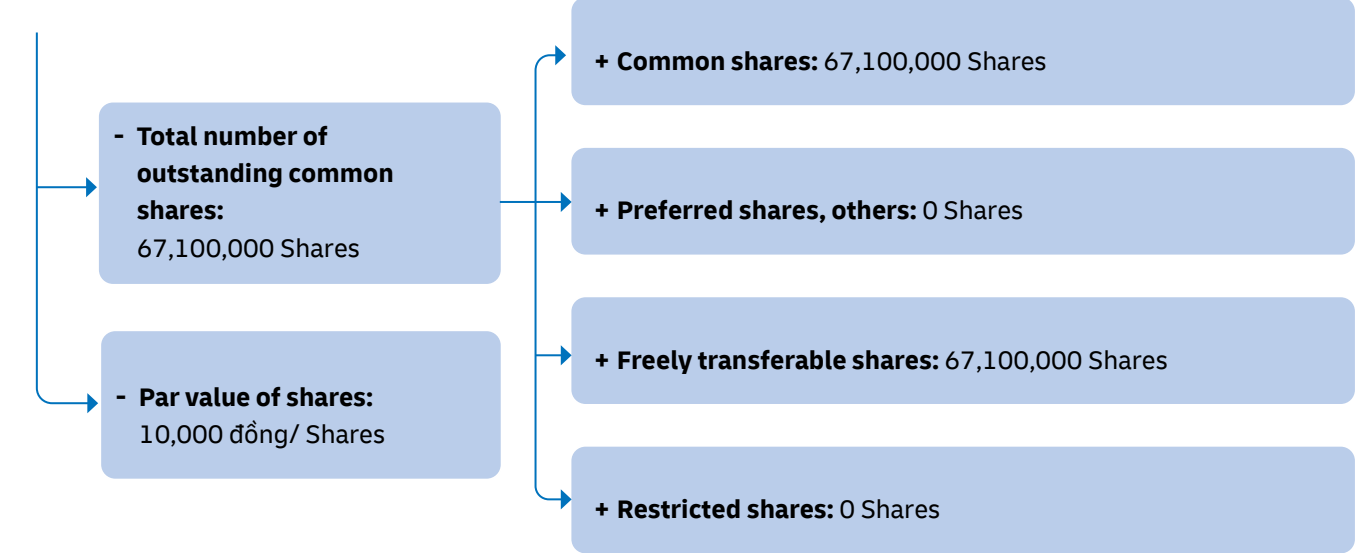 - Total number of
outstanding common
shares:
67,100,000 Shares
- Par value of shares:
10,000 đồng/ Shares
+ Common shares: 67,100,000 Shares
+ Preferred shares, others: 0 Shares
+ Freely transferable shares: 67,100,000 Shares
+ Restricted shares: 0 Shares